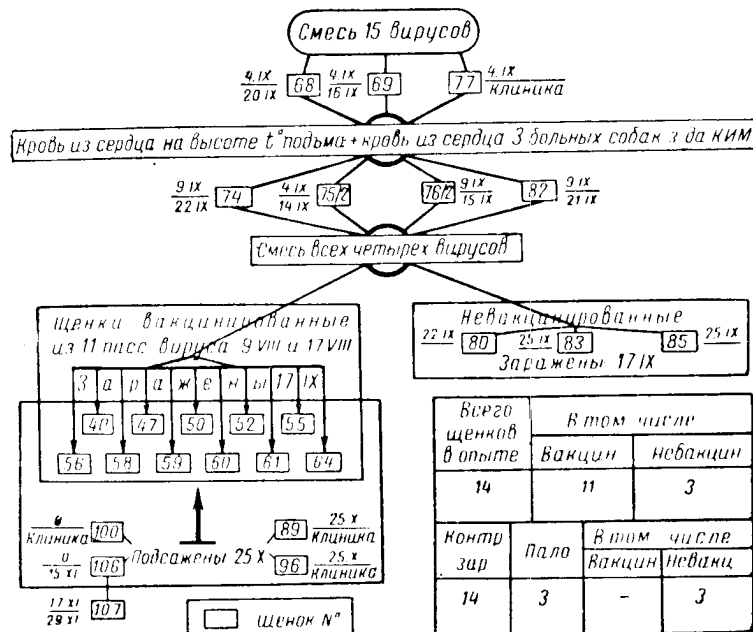 Смесь 15 вирусов
4.IX 68 4.IX 69 77 4.IX
20 IX 16 IX Клиника
Кровь из сердца на высоте t° подъма + кровь из сердца 3 больных собак з да КИМ
9 IX 74 4 IX 75/2 76/2 9 IX 82 9 IX
22 IX 14 IX 15 IX 21 IX
Смесь всех четырех вирусов
Щенки вакцинированные
из 11 пасс. вируса 9 VIII и 17 VIII
Заражены 17 IX
40 47 50 52 55
56 58 59 60 61 64
Невакцинированные
22 IX 80 25 IX 83 85 25 IX
Заражены 17 IX
0 100 89 25 X
Клиника Клиника
Подсажены 25 X
0 106 96 25 X
15 XI Клиника
17 XI 107
29 XI
Щенок N°
Всего щенков в опыте
В том числе
Вакцин Невакцин
14 11 3
Контр зар
Пало
В том числе
Вакцин Невакц
14 3 - 3